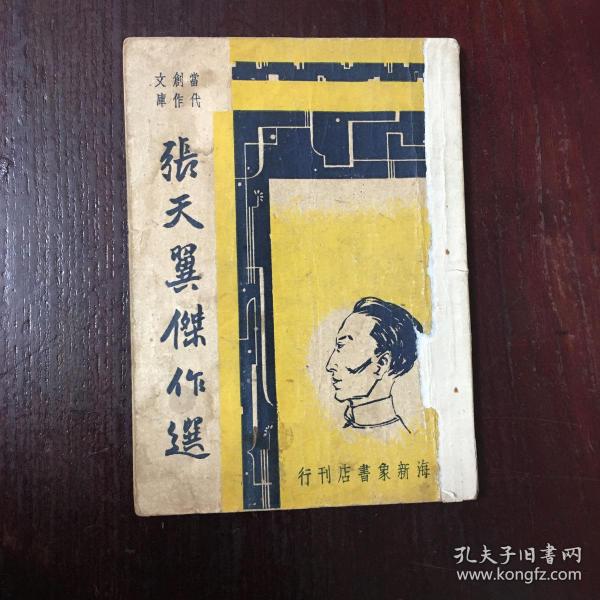 當代
創作
文庫
張天翼傑作選
海新象書店刊行
孔夫子旧書网
www.kongfz.com